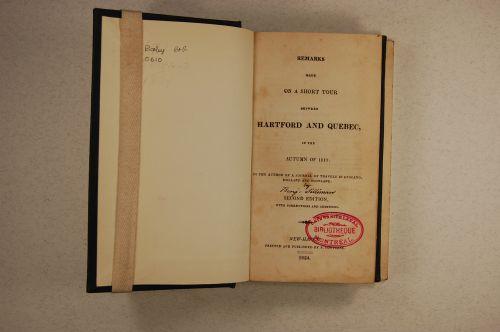 REMARKS
MADE
ON A SHORT TOUR
BETWEEN
HARTFORD AND QUEBEC,
IN THE
AUTUMN OF 1819:
BY THE AUTHOR OF A JOURNAL OF TRAVELS IN ENGLAND,
HOLLAND AND SCOTLAND.
by
SECOND EDITION,
WITH CORRECTIONS AND ADDITIONS.
BIBLIOTHEQUE
MONTREAL
NEW-HAVEN:
PRINTED AND PUBLISHED BY S. CONVERSE.
1824.